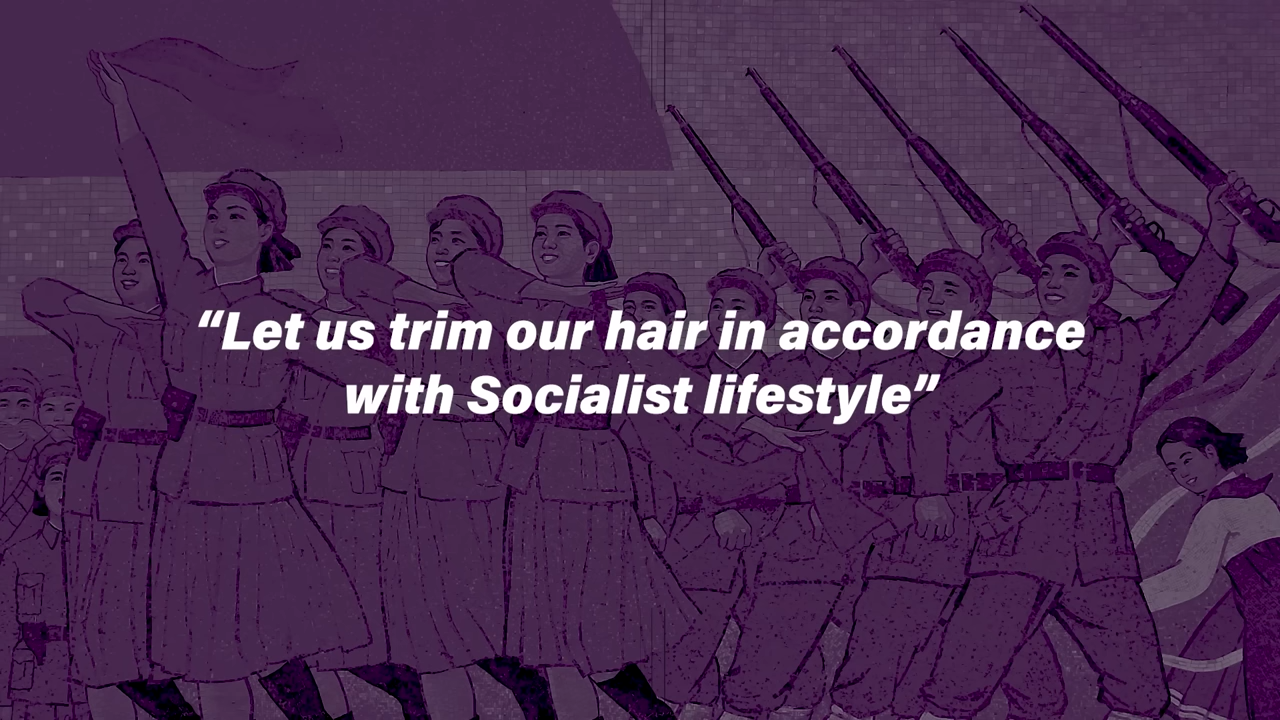 “Let us trim our hair in accordance
with Socialist lifestyle”